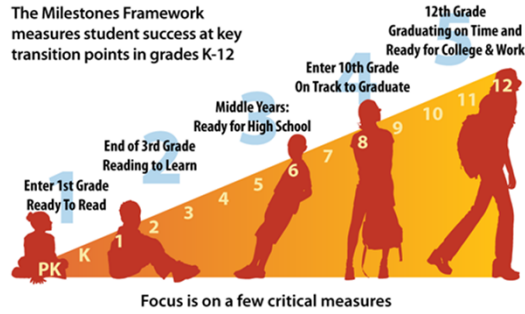 The Milestones Framework
measures student success at key
transition points in grades K-12
1
Enter 1st Grade
Ready To Read
2
End of 3rd Grade
Reading to Learn
3
Middle Years:
Ready for High School
4
Enter 10th Grade
On Track to Graduate
5
12th Grade
Graduating on Time and
Ready for College & Work
PK
K
1
2
3
4
5
6
7
8
9
10
11
12
Focus is on a few critical measures